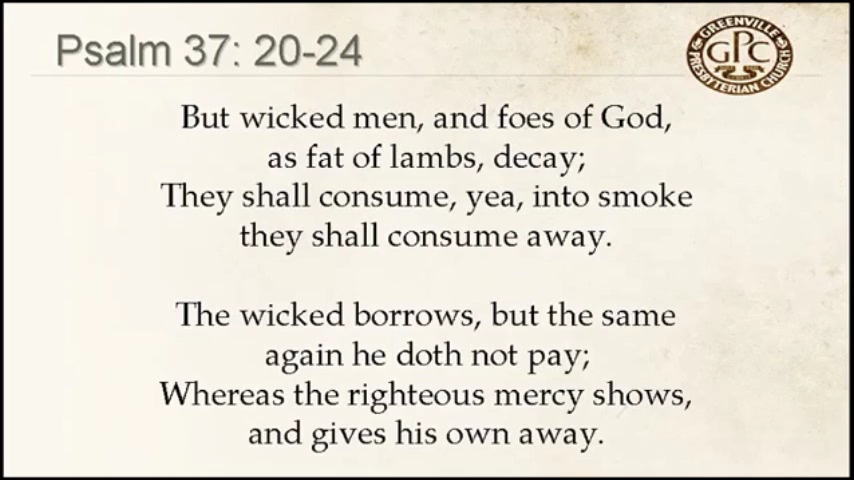 Psalm 37: 20-24
GREENVILLE
GPC
PRESBYTERIAN CHURCH
But wicked men, and foes of God,
as fat of lambs, decay;
They shall consume, yea, into smoke
they shall consume away.
The wicked borrows, but the same
again he doth not pay;
Whereas the righteous mercy shows,
and gives his own away.